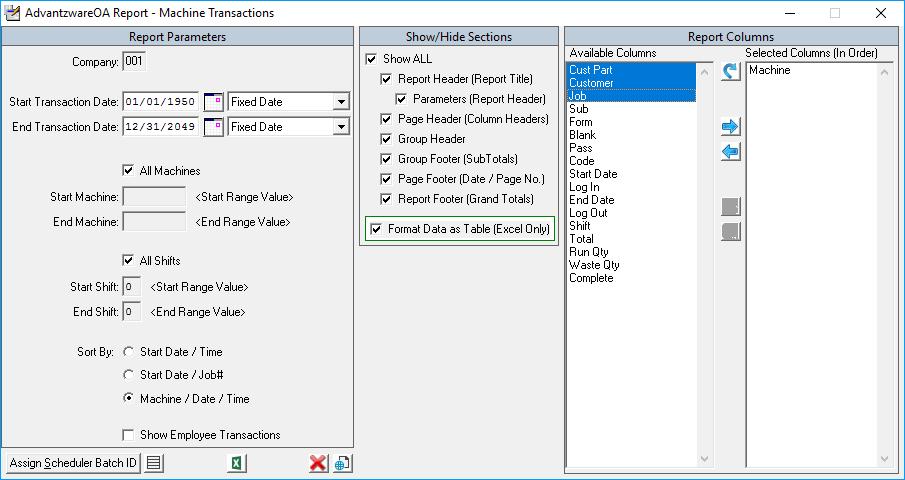 AdvantzwareOA Report - Machine Transactions
Report Parameters
Company: 001
Start Transaction Date: 01/01/1950 Fixed Date
End Transaction Date: 12/31/2049 Fixed Date
All Machines
Start Machine: <Start Range Value>
End Machine: <End Range Value>
All Shifts
Start Shift: 0 <Start Range Value>
End Shift: 0 <End Range Value>
Sort By: Start Date / Time
Start Date / Job#
Machine / Date / Time
Show Employee Transactions
Assign Scheduler Batch ID
Show/Hide Sections
Show ALL
Report Header (Report Title)
Parameters (Report Header)
Page Header (Column Headers)
Group Header
Group Footer (SubTotals)
Page Footer (Date / Page No.)
Report Footer (Grand Totals)
Format Data as Table (Excel Only)
Report Columns
Available Columns
Cust Part
Customer
Job
Sub
Form
Blank
Pass
Code
Start Date
Log In
End Date
Log Out
Shift
Total
Run Qty
Waste Qty
Complete
Selected Columns (In Order)
Machine